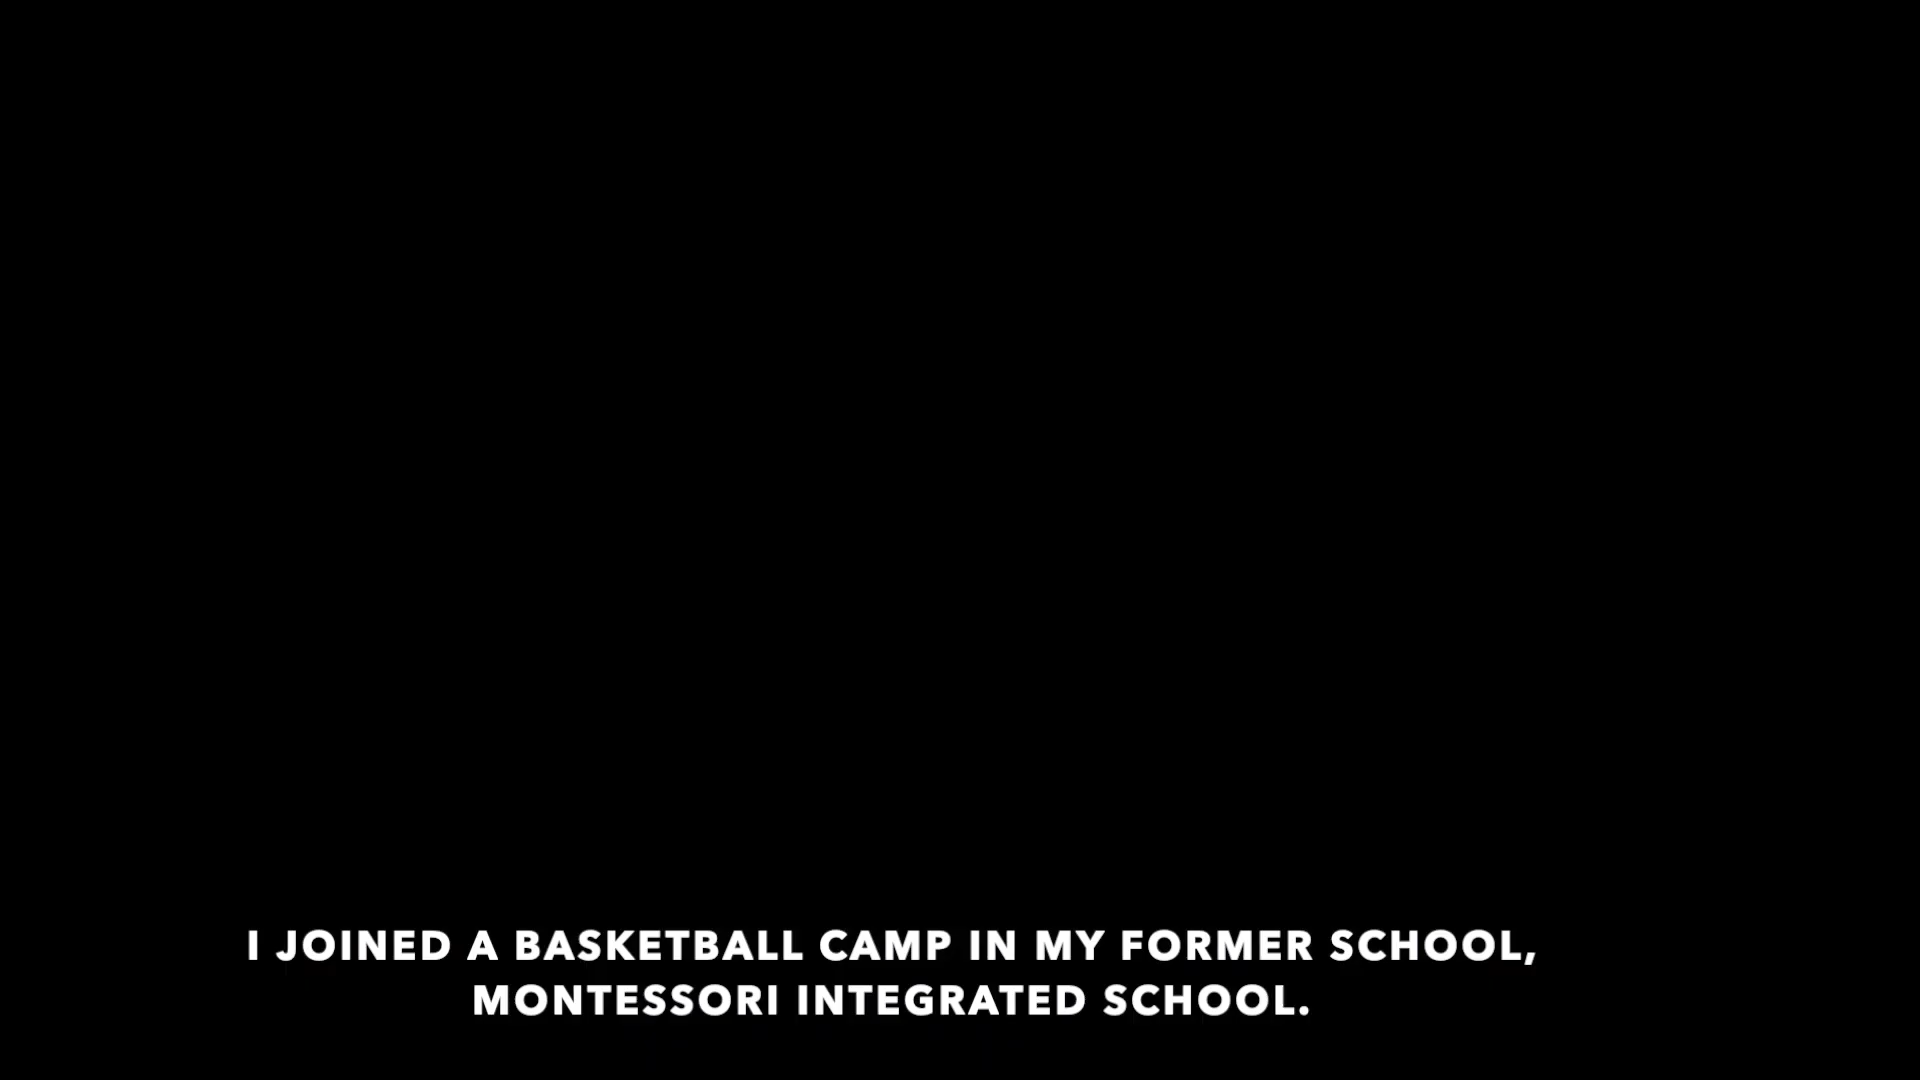 I JOINED A BASKETBALL CAMP IN MY FORMER SCHOOL,
MONTESSORI INTEGRATED SCHOOL.